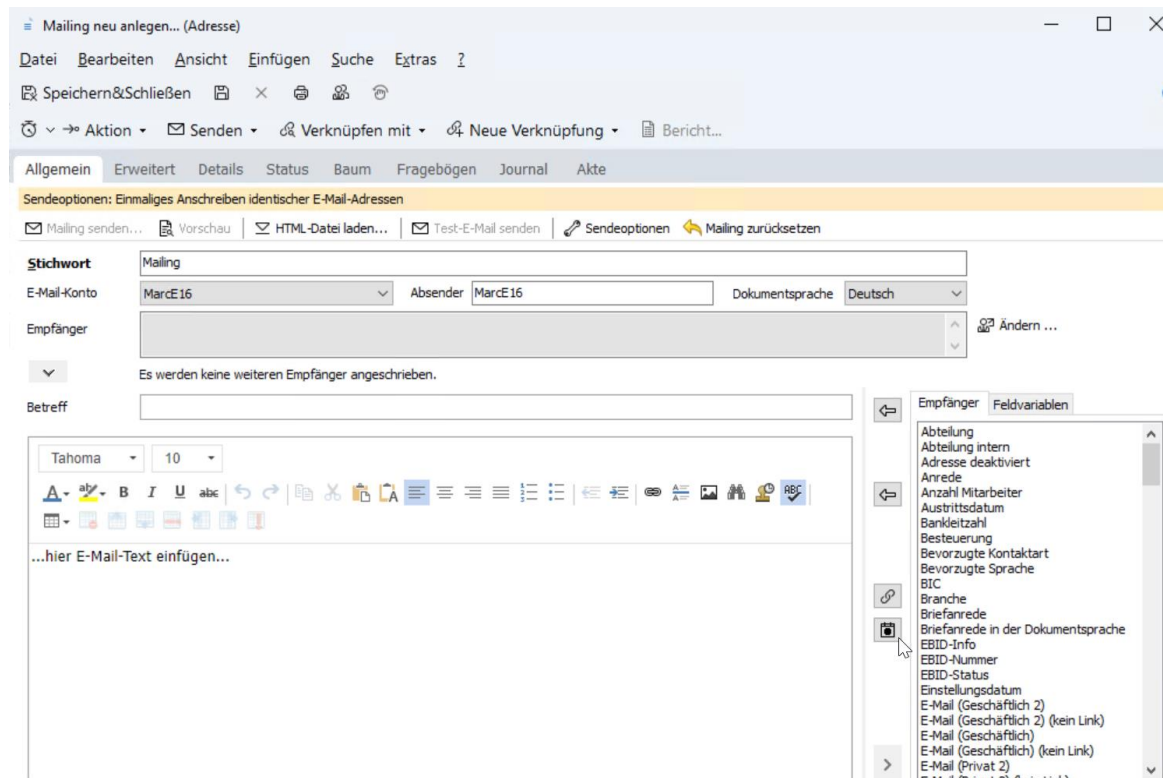 Mailing neu anlegen... (Adresse)
Datei Bearbeiten Ansicht Einfügen Suche Extras ?
Speichern&Schließen
Aktion Senden Verknüpfen mit Neue Verknüpfung Bericht...
Allgemein Erweitert Details Status Baum Fragebögen Journal Akte
Sendeoptionen: Einmaliges Anschreiben identischer E-Mail-Adressen
Mailing senden... Vorschau HTML-Datei laden... Test-E-Mail senden Sendeoptionen Mailing zurücksetzen
Stichwort Mailing
E-Mail-Konto MarcE16 Absender MarcE16 Dokumentsprache Deutsch
Empfänger Ändern ...
Es werden keine weiteren Empfänger angeschrieben.
Betreff
Tahoma 10
A aby B I U abc ABC
...hier E-Mail-Text einfügen...
Empfänger Feldvariablen
Abteilung
Abteilung intern
Adresse deaktiviert
Anrede
Anzahl Mitarbeiter
Austrittsdatum
Bankleitzahl
Besteuerung
Bevorzugte Kontaktart
Bevorzugte Sprache
BIC
Branche
Briefanrede
Briefanrede in der Dokumentsprache
EBID-Info
EBID-Nummer
EBID-Status
Einstellungsdatum
E-Mail (Geschäftlich 2)
E-Mail (Geschäftlich 2) (kein Link)
E-Mail (Geschäftlich)
E-Mail (Geschäftlich) (kein Link)
E-Mail (Privat 2)